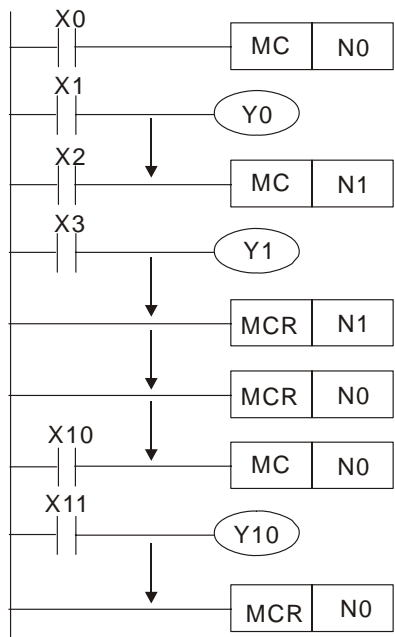 X0
MC N0
X1
Y0
X2
MC N1
X3
Y1
MCR N1
MCR N0
X10
MC N0
X11
Y10
MCR N0